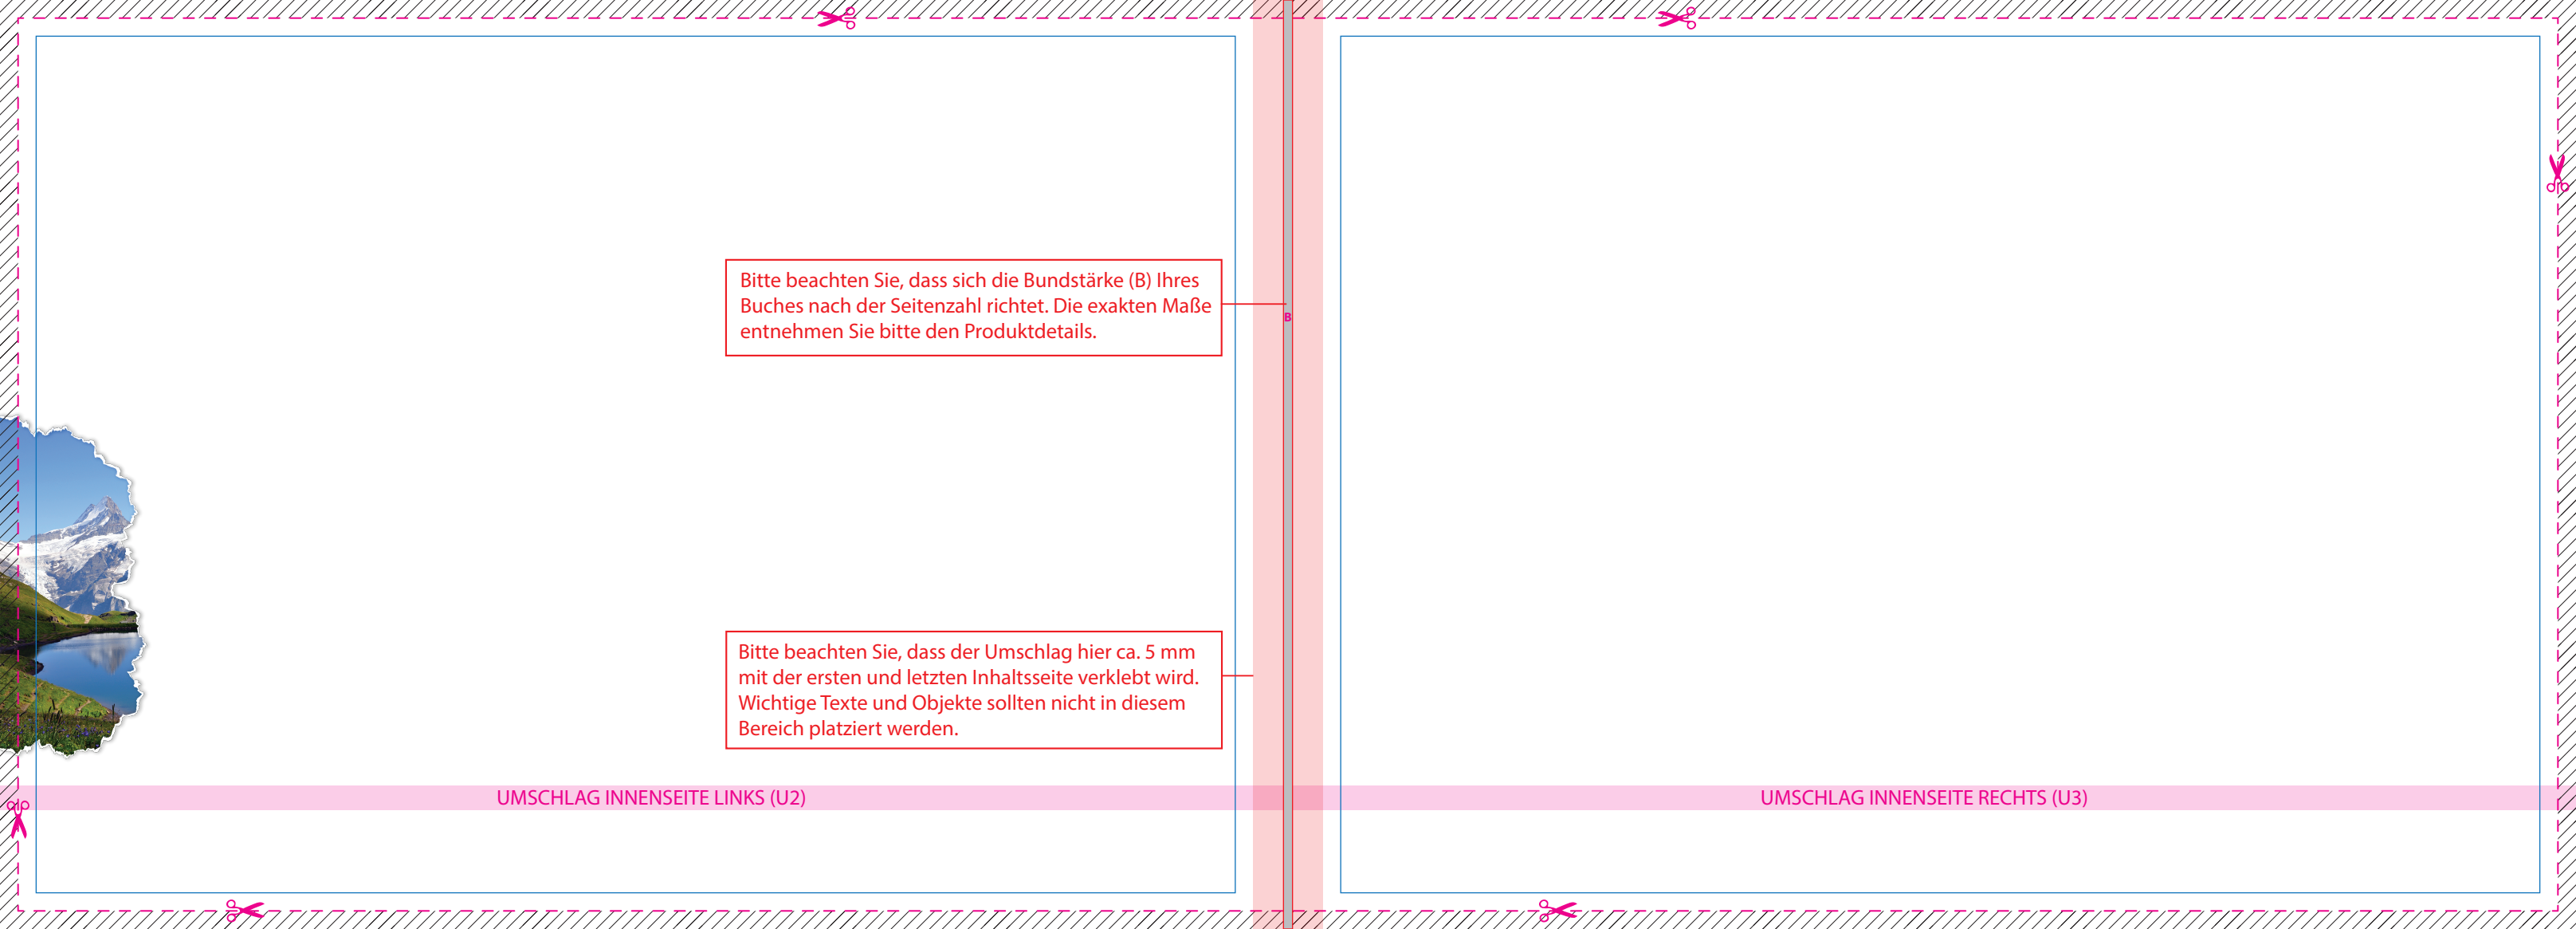 Bitte beachten Sie, dass sich die Bundstärke (B) Ihres
Buches nach der Seitenzahl richtet. Die exakten Maße
entnehmen Sie bitte den Produktdetails.
B
Bitte beachten Sie, dass der Umschlag hier ca. 5 mm
mit der ersten und letzten Inhaltsseite verklebt wird.
Wichtige Texte und Objekte sollten nicht in diesem
Bereich platziert werden.
UMSCHLAG INNENSEITE LINKS (U2)
UMSCHLAG INNENSEITE RECHTS (U3)